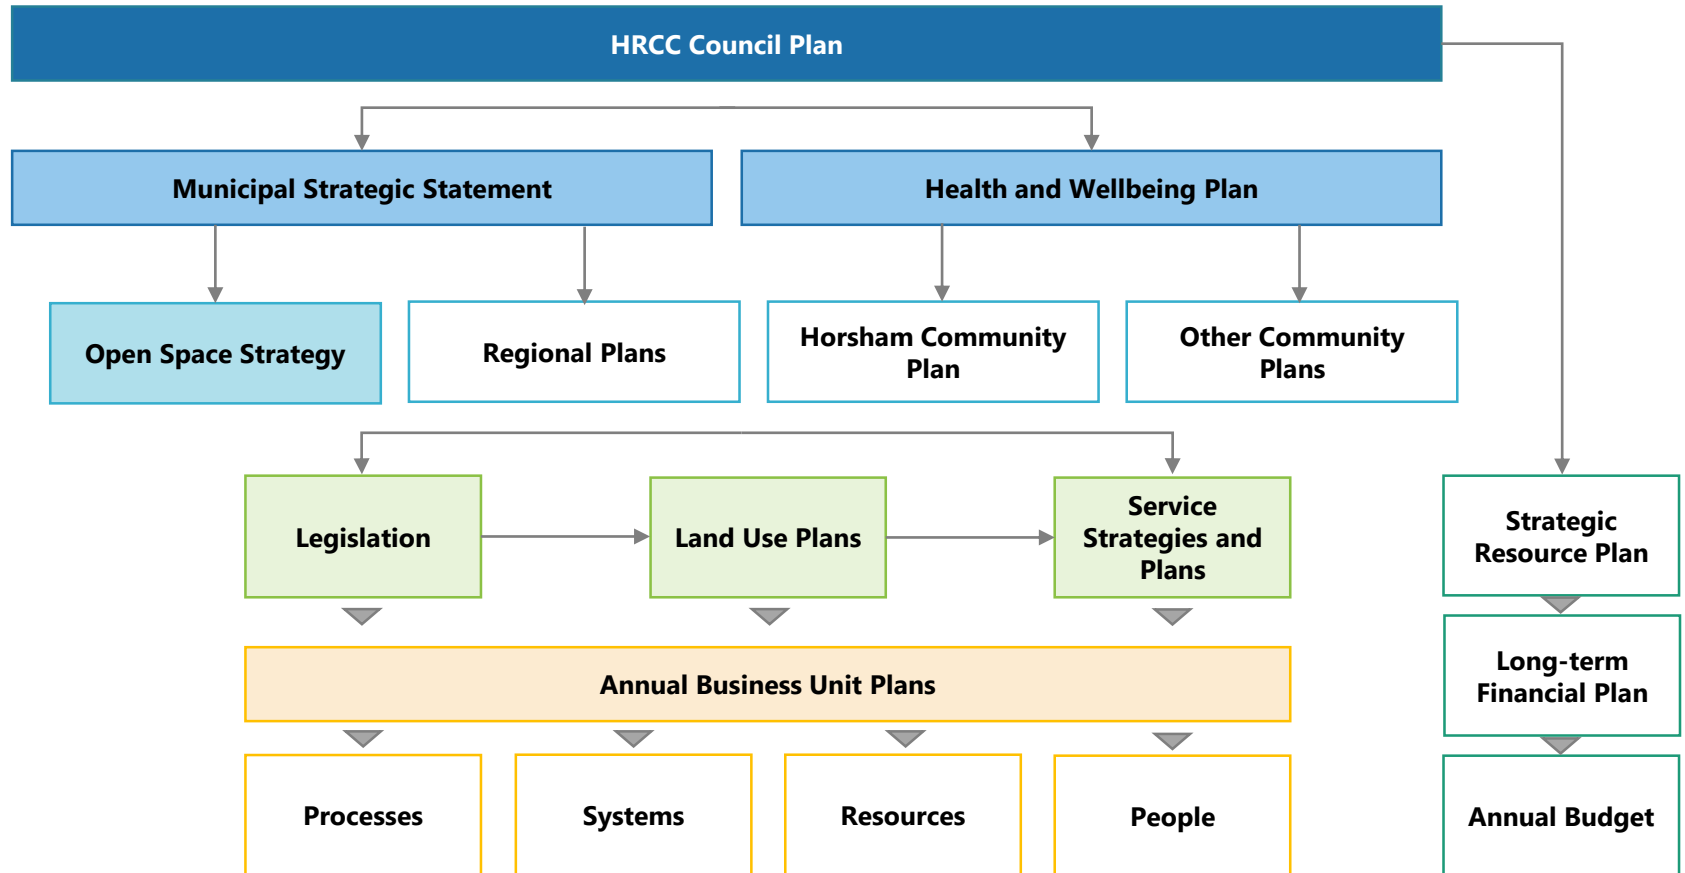 HRCC Council Plan
Municipal Strategic Statement
Health and Wellbeing Plan
Open Space Strategy
Regional Plans
Horsham Community
Plan
Other Community
Plans
Legislation
Land Use Plans
Service
Strategies and
Plans
Strategic
Resource Plan
Annual Business Unit Plans
Long-term
Financial Plan
Processes
Systems
Resources
People
Annual Budget